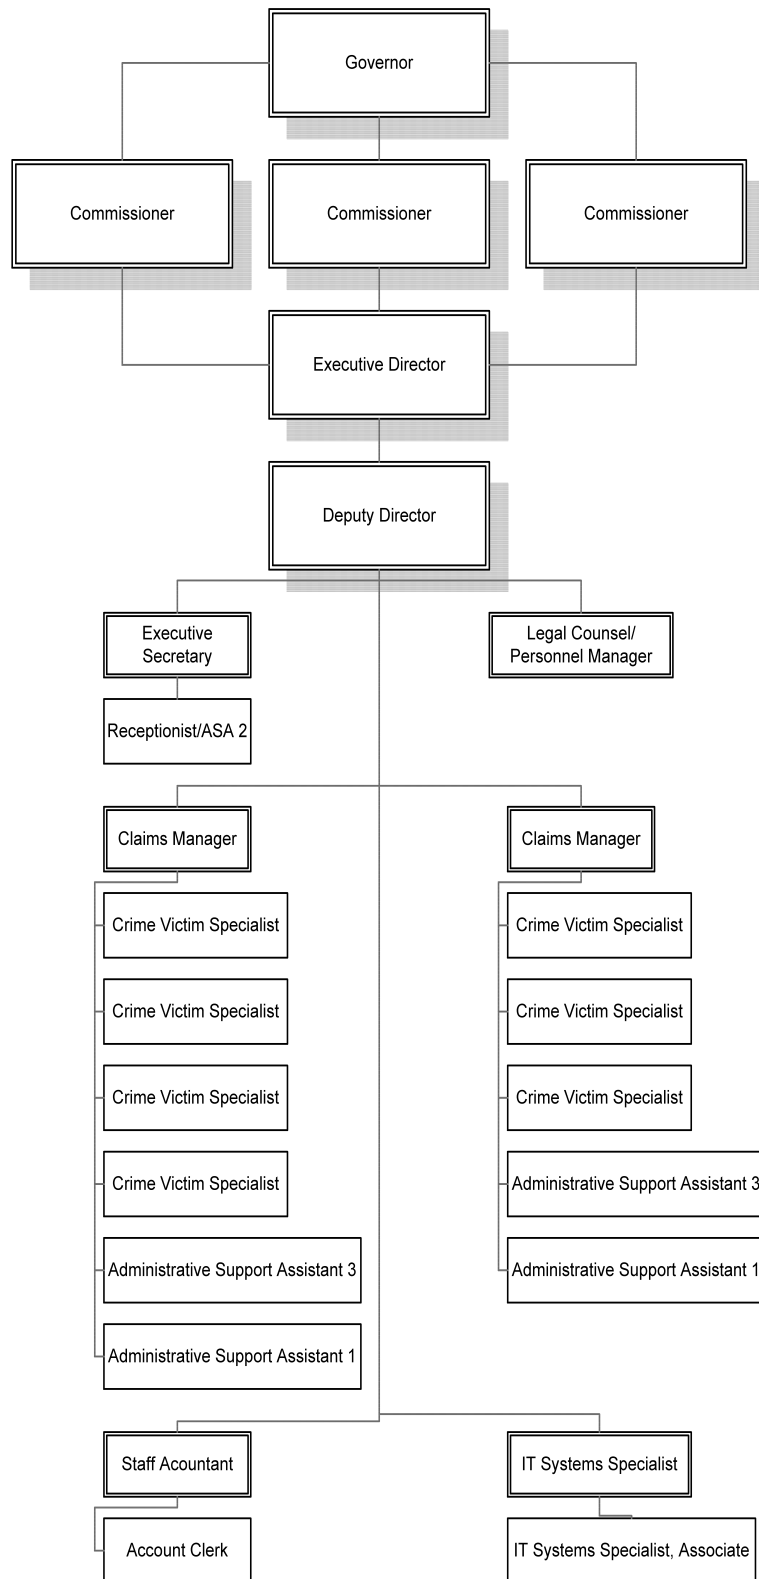 Governor
Commissioner
Commissioner
Commissioner
Executive Director
Deputy Director
Executive
Secretary
Legal Counsel/
Personnel Manager
Receptionist/ASA 2
Claims Manager
Claims Manager
Crime Victim Specialist
Crime Victim Specialist
Crime Victim Specialist
Crime Victim Specialist
Administrative Support Assistant 3
Administrative Support Assistant 1
Crime Victim Specialist
Crime Victim Specialist
Crime Victim Specialist
Administrative Support Assistant 3
Administrative Support Assistant 1
Staff Acountant
IT Systems Specialist
Account Clerk
IT Systems Specialist, Associate